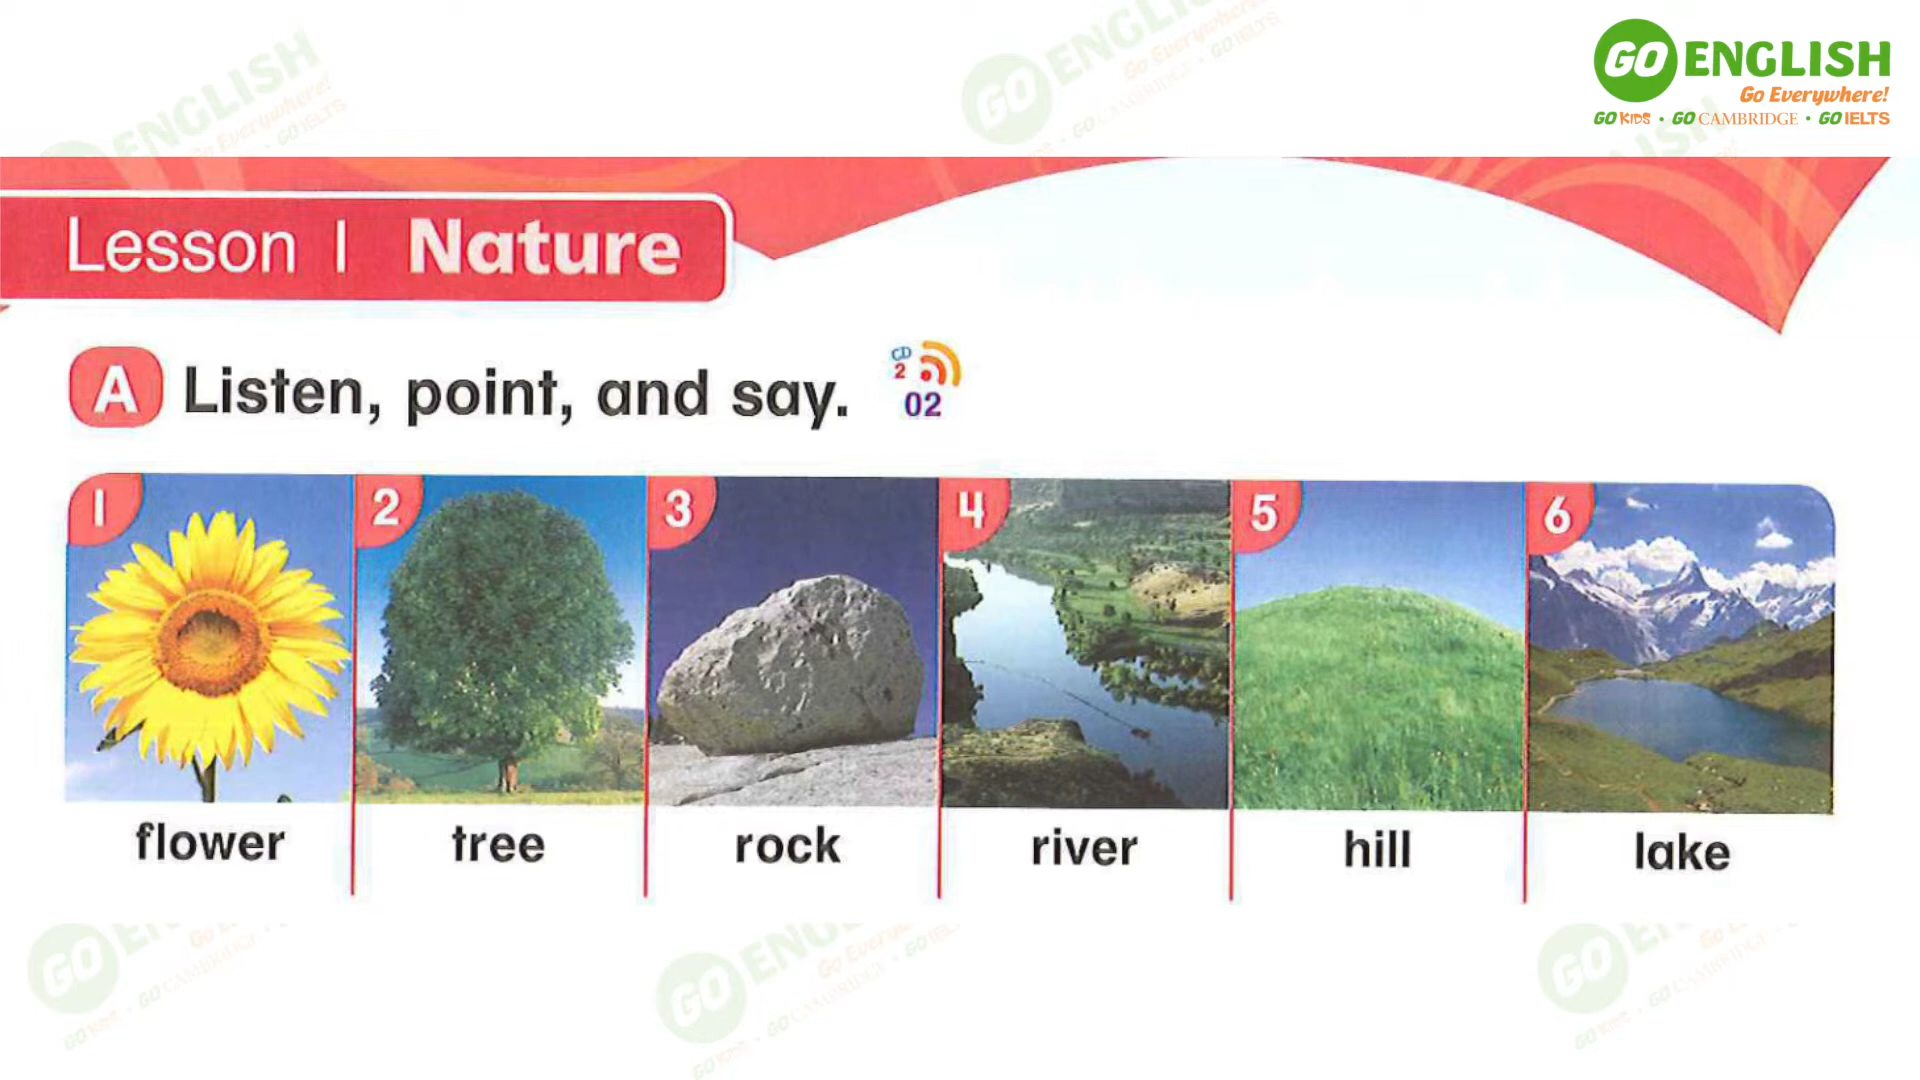 GO ENGLISH
Go Everywhere!
GO KIDS • GO CAMBRIDGE • GO IELTS
Lesson 1 Nature
A Listen, point, and say. CD 2 02
1 2 3 4 5 6
flower tree rock river hill lake